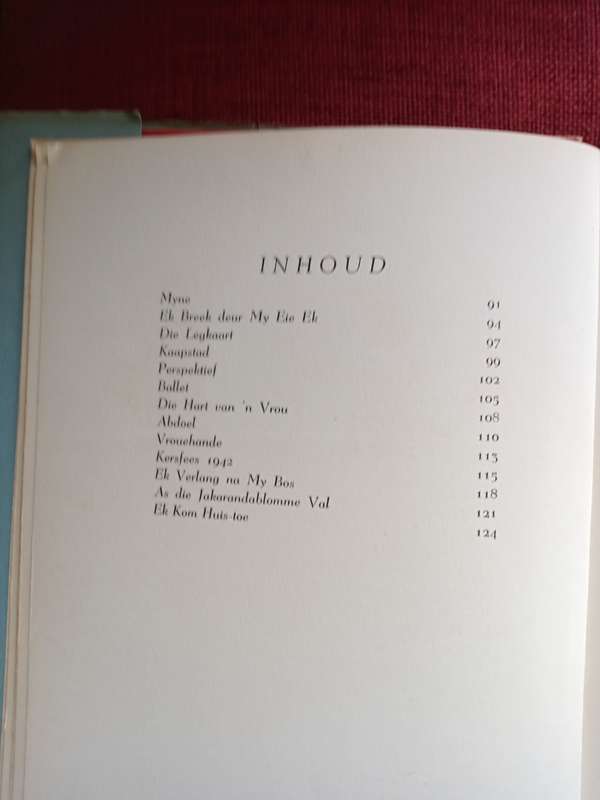 INHOUD
Myne 91
Ek Breek deur My Eie Ek 94
Die Legkaart 97
Kaapstad 99
Perspektief 102
Ballet 105
Die Hart van 'n Vrou 108
Abdoel 110
Vrouehande 113
Kersfees 1942 115
Ek Verlang na My Bos 118
As die Jakarandablomme Val 121
Ek Kom Huis-toe 124